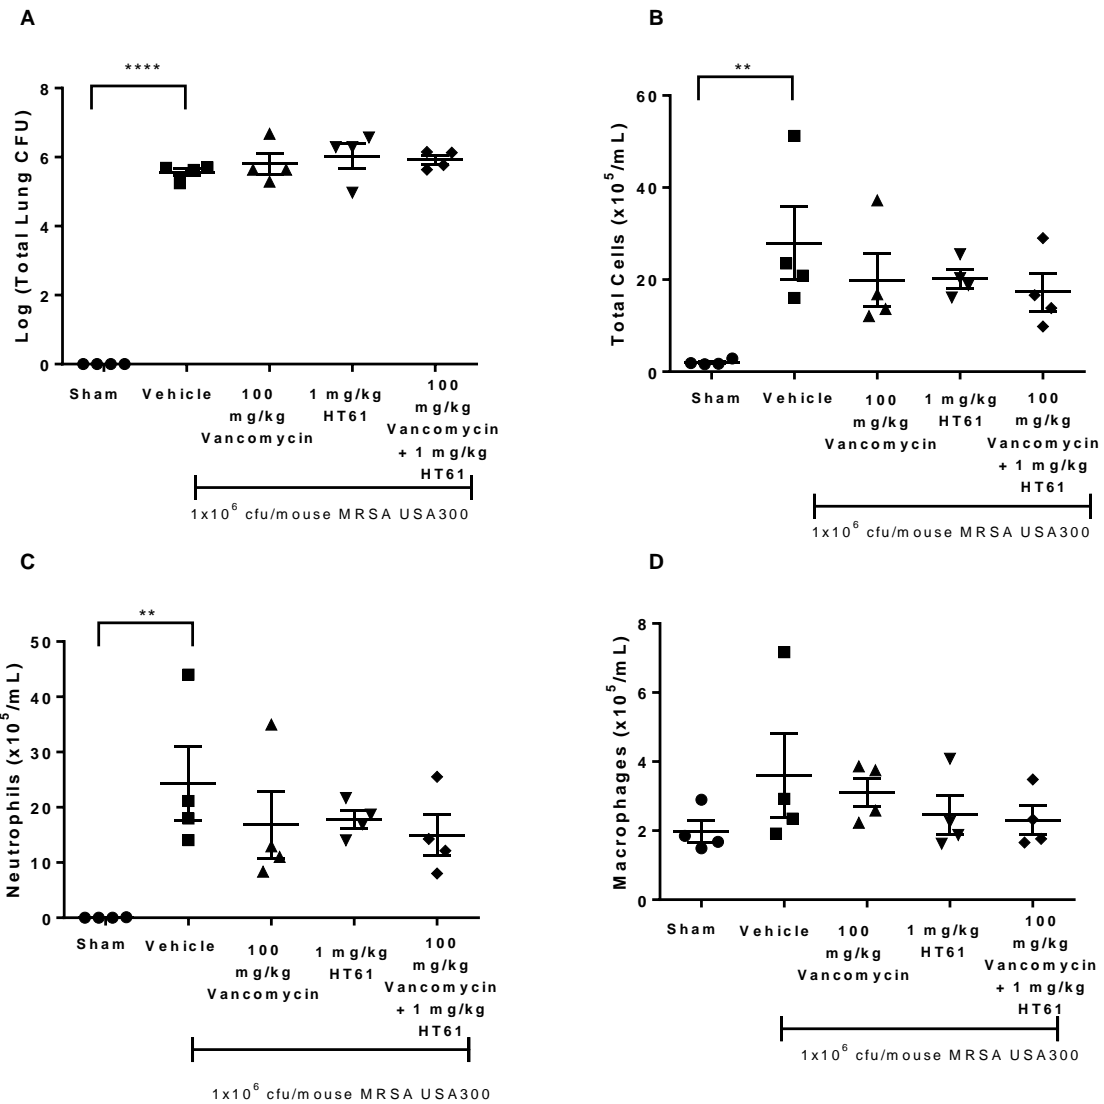 A
****
Log (Total Lung CFU)
8
6
4
2
0
Sham
Vehicle
100
mg/kg
Vancomycin
1 mg/kg
HT61
100
mg/kg
Vancomycin
+ 1 mg/kg
HT61
1x10^6 cfu/mouse MRSA USA300
B
**
Total Cells (x10^5/mL)
60
40
20
0
Sham
Vehicle
100
mg/kg
Vancomycin
1 mg/kg
HT61
100
mg/kg
Vancomycin
+ 1 mg/kg
HT61
1x10^6 cfu/mouse MRSA USA300
C
**
Neutrophils (x10^5/mL)
50
40
30
20
10
0
Sham
Vehicle
100
mg/kg
Vancomycin
1 mg/kg
HT61
100
mg/kg
Vancomycin
+ 1 mg/kg
HT61
1x10^6 cfu/mouse MRSA USA300
D
Macrophages (x10^5/mL)
8
6
4
2
0
Sham
Vehicle
100
mg/kg
Vancomycin
1 mg/kg
HT61
100
mg/kg
Vancomycin
+ 1 mg/kg
HT61
1x10^6 cfu/mouse MRSA USA300